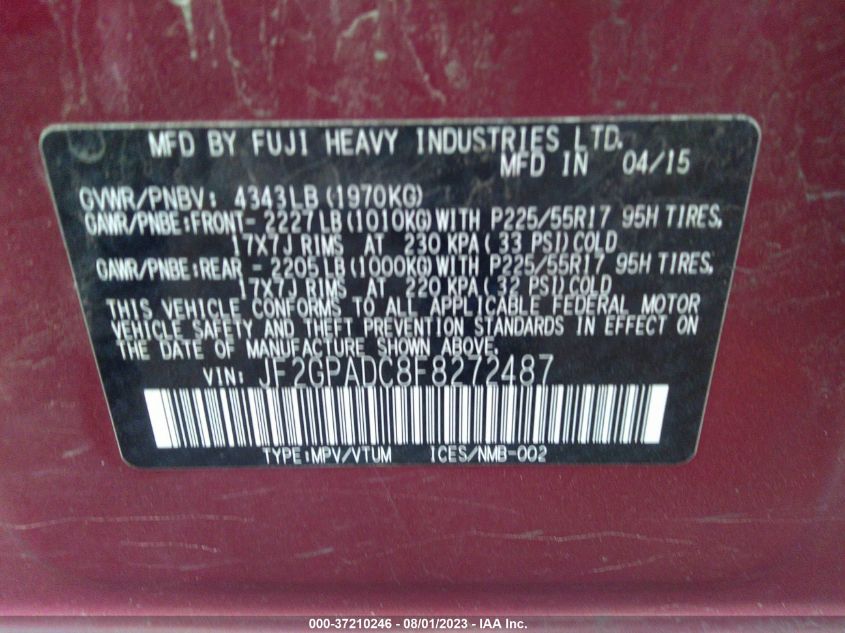 MFD BY FUJI HEAVY INDUSTRIES LTD.
MFD IN 04/15
GVWR/PNBV: 4343LB (1970KG)
GAWR/PNBE:FRONT- 2227LB(1010KG)WITH P225/55R17 95H TIRES,
17X7J RIMS AT 230 KPA( 33 PSI)COLD
GAWR/PNBE:REAR - 2205LB(1000KG)WITH P225/55R17 95H TIRES,
17X7J RIMS AT 220 KPA( 32 PSI)COLD
THIS VEHICLE CONFORMS TO ALL APPLICABLE FEDERAL MOTOR
VEHICLE SAFETY AND THEFT PREVENTION STANDARDS IN EFFECT ON
THE DATE OF MANUFACTURE SHOWN ABOVE.
VIN: JF2GPADC8F8272487
TYPE:MPV/VTUM ICES/NMB-002
000-37210246 - 08/01/2023 - IAA Inc.